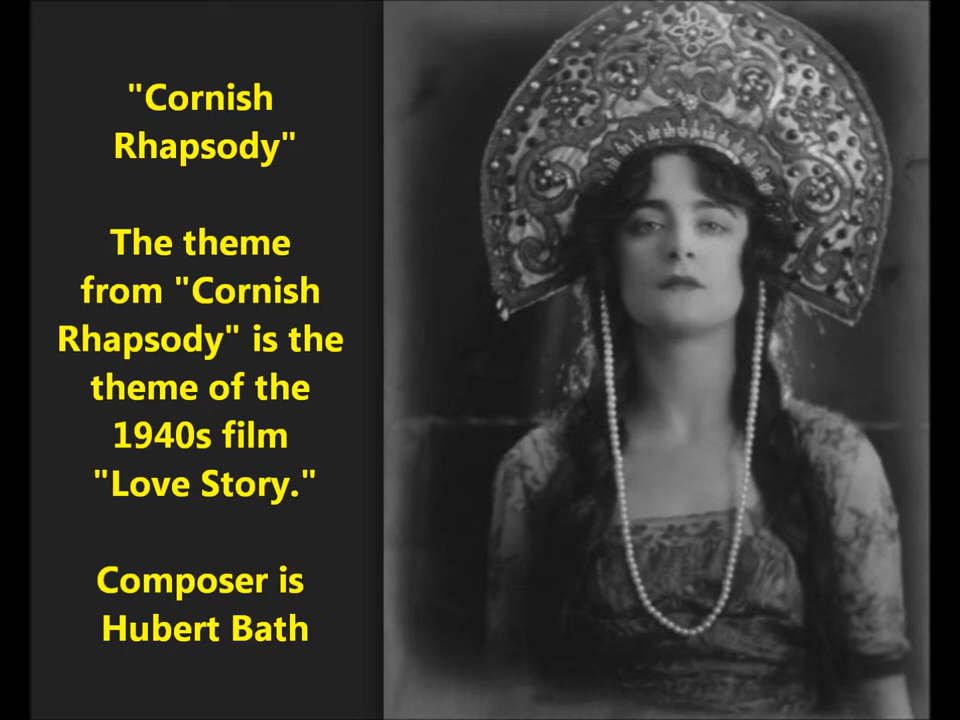 "Cornish
Rhapsody"
The theme
from "Cornish
Rhapsody" is the
theme of the
1940s film
"Love Story."
Composer is
Hubert Bath